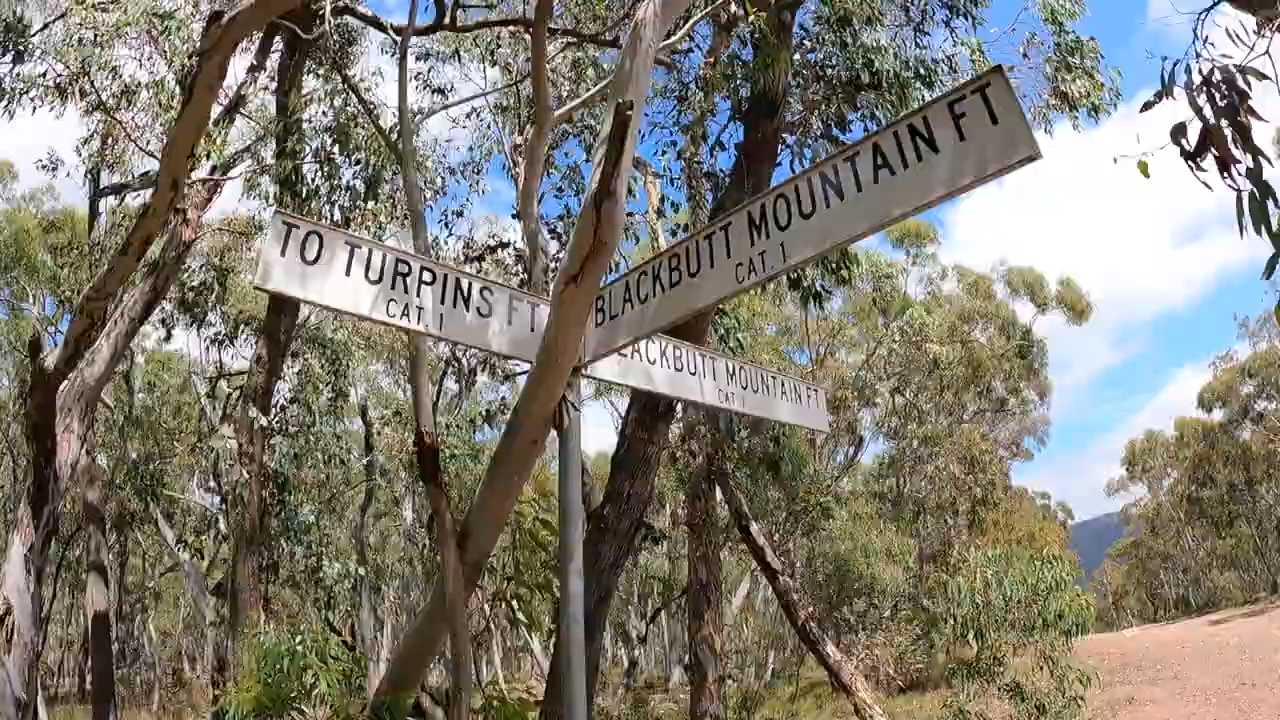 TO TURPINS FT
CAT. 1
BLACKBUTT MOUNTAIN FT
CAT. 1
LACKBUTT MOUNTAIN FT
CAT. 1